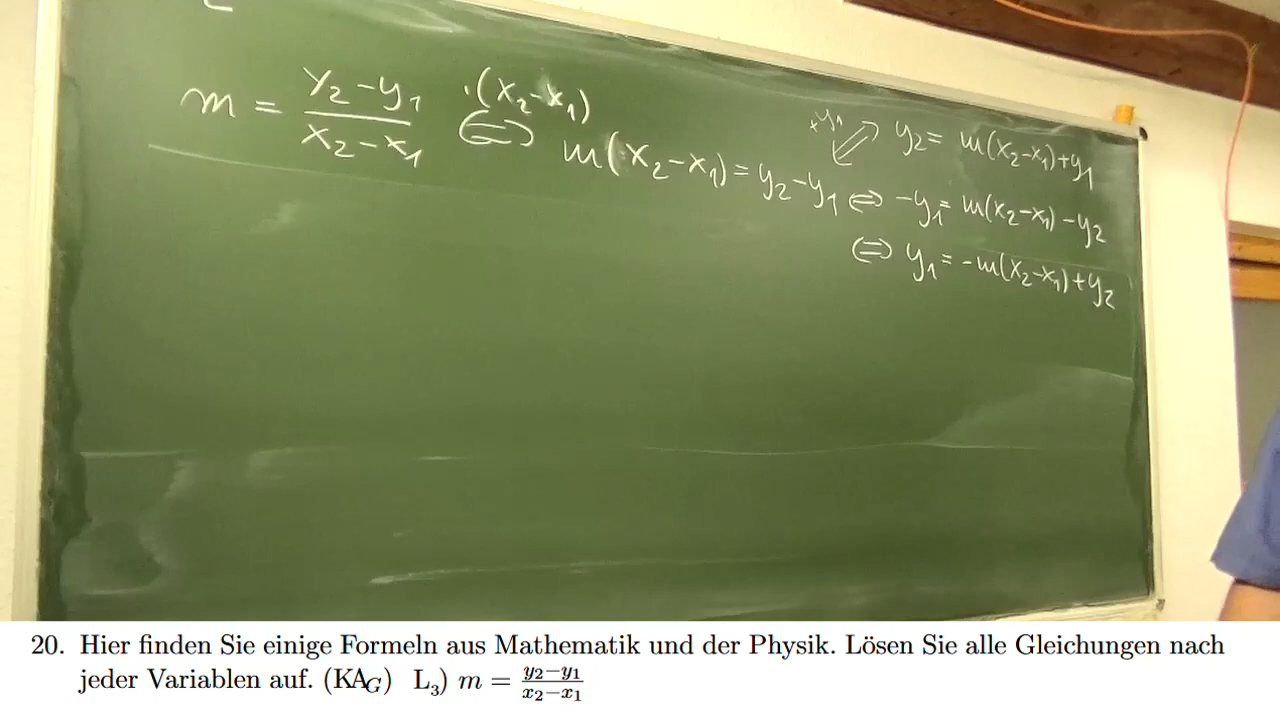 m = (y₂ − y₁)/(x₂ − x₁) ⇔ ·(x₂ − x₁) m(x₂ − x₁) = y₂ − y₁
+y₁ y₂ = m(x₂−x₁)+y₁
⇔ −y₁ = m(x₂−x₁) −y₂
⇔ y₁ = −m(x₂−x₁)+y₂
20. Hier finden Sie einige Formeln aus Mathematik und der Physik. Lösen Sie alle Gleichungen nach
jeder Variablen auf. (KA_G) L₃) m = (y₂−y₁)/(x₂−x₁)